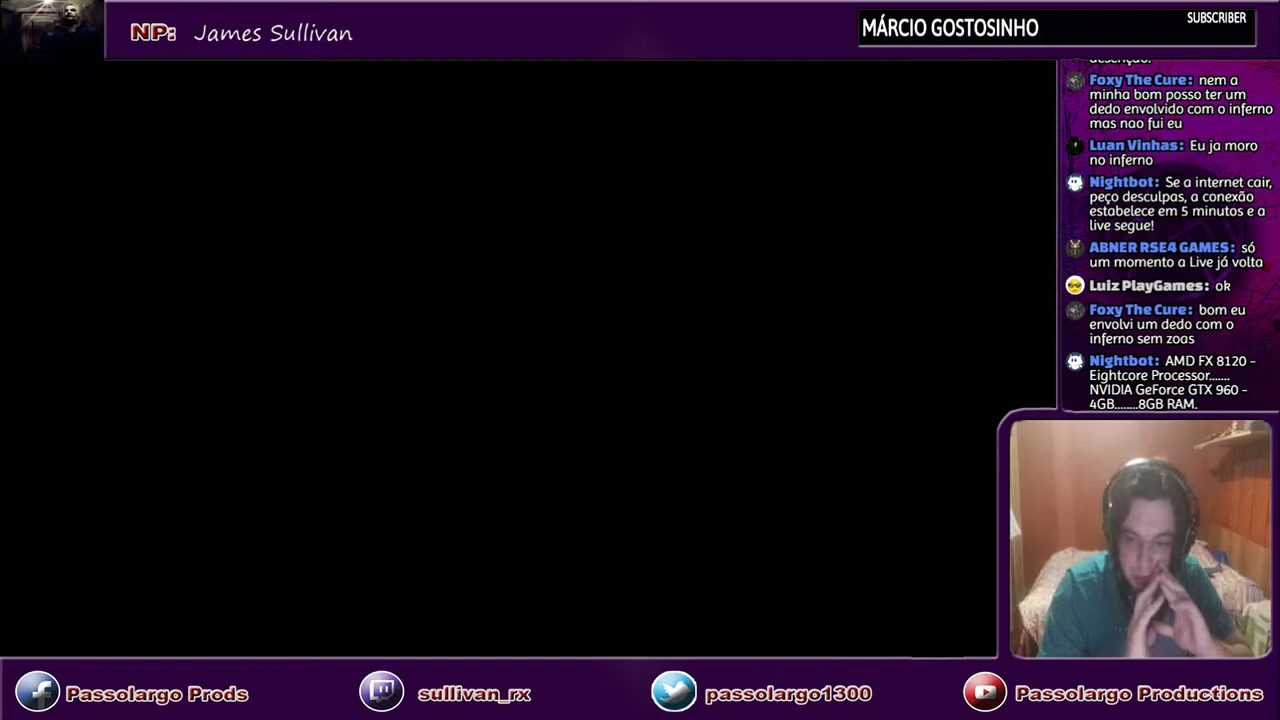 NP: James Sullivan
MÁRCIO GOSTOSINHO
SUBSCRIBER
descrição.
Foxy The Cure: nem a
minha bom posso ter um
dedo envolvido com o inferno
mas nao fui eu
Luan Vinhas: Eu ja moro
no inferno
Nightbot: Se a internet cair,
peço desculpas, a conexão
estabelece em 5 minutos e a
live segue!
ABNER RSE4 GAMES: só
um momento a Live já volta
Luiz PlayGames: ok
Foxy The Cure: bom eu
envolvi um dedo com o
inferno sem zoas
Nightbot: AMD FX 8120 -
Eightcore Processor.......
NVIDIA GeForce GTX 960 -
4GB........8GB RAM.
Passolargo Prods
sullivan_rx
passolargo1300
Passolargo Productions